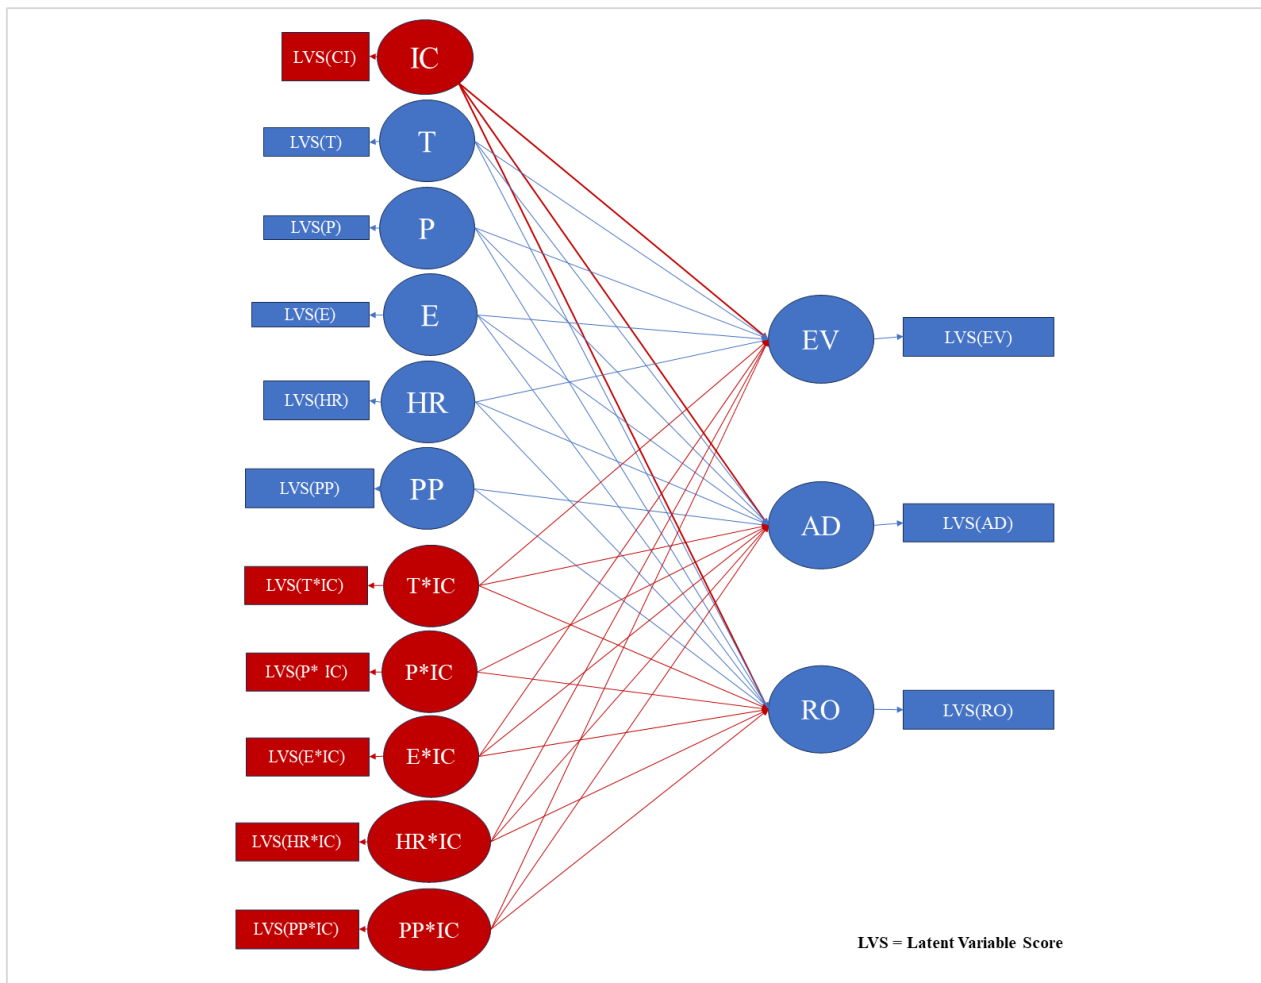 LVS(CI)
IC
LVS(T)
T
LVS(P)
P
LVS(E)
E
LVS(HR)
HR
LVS(PP)
PP
LVS(T*IC)
T*IC
LVS(P* IC)
P*IC
LVS(E*IC)
E*IC
LVS(HR*IC)
HR*IC
LVS(PP*IC)
PP*IC
EV
LVS(EV)
AD
LVS(AD)
RO
LVS(RO)
LVS = Latent Variable Score